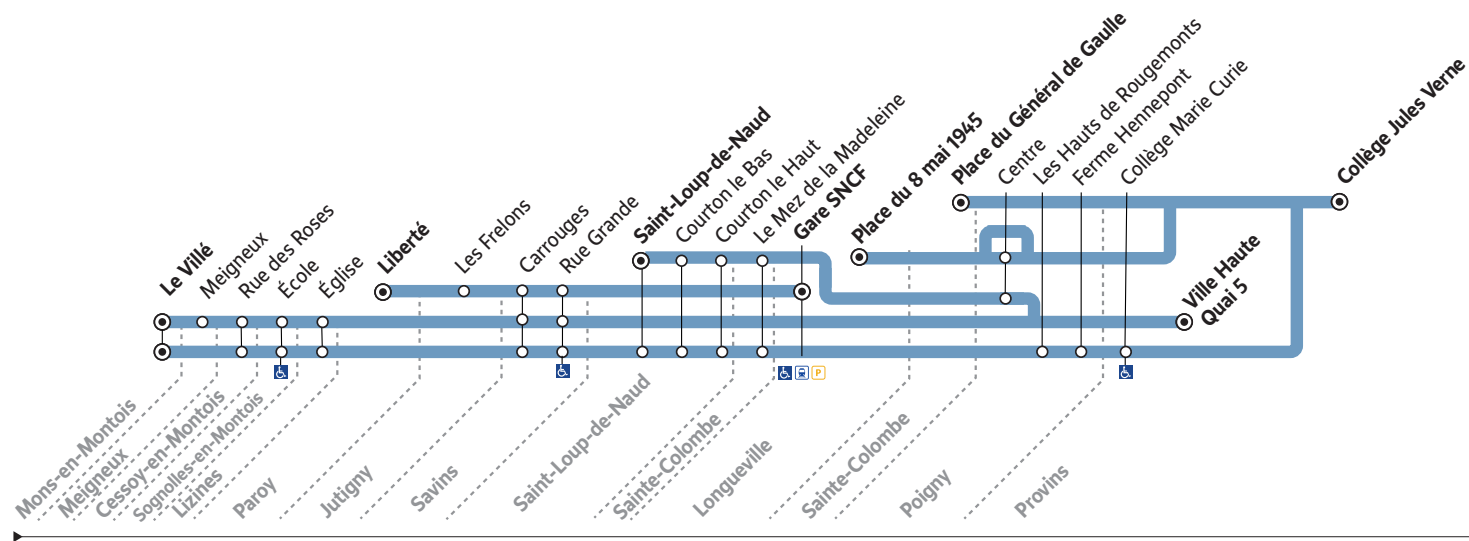 Le Villé
Meigneux
Rue des Roses
École
Église
Liberté
Les Frelons
Carrouges
Rue Grande
Saint-Loup-de-Naud
Courton le Bas
Courton le Haut
Le Mez de la Madeleine
Gare SNCF
Place du 8 mai 1945
Place du Général de Gaulle
Centre
Les Hauts de Rougemonts
Ferme Hennepont
Collège Marie Curie
Ville Haute
Quai 5
Collège Jules Verne
P
Mons-en-Montois
Meigneux
Cessoy-en-Montois
Sognolles-en-Montois
Lizines
Paroy
Jutigny
Savins
Saint-Loup-de-Naud
Sainte-Colombe
Longueville
Sainte-Colombe
Poigny
Provins